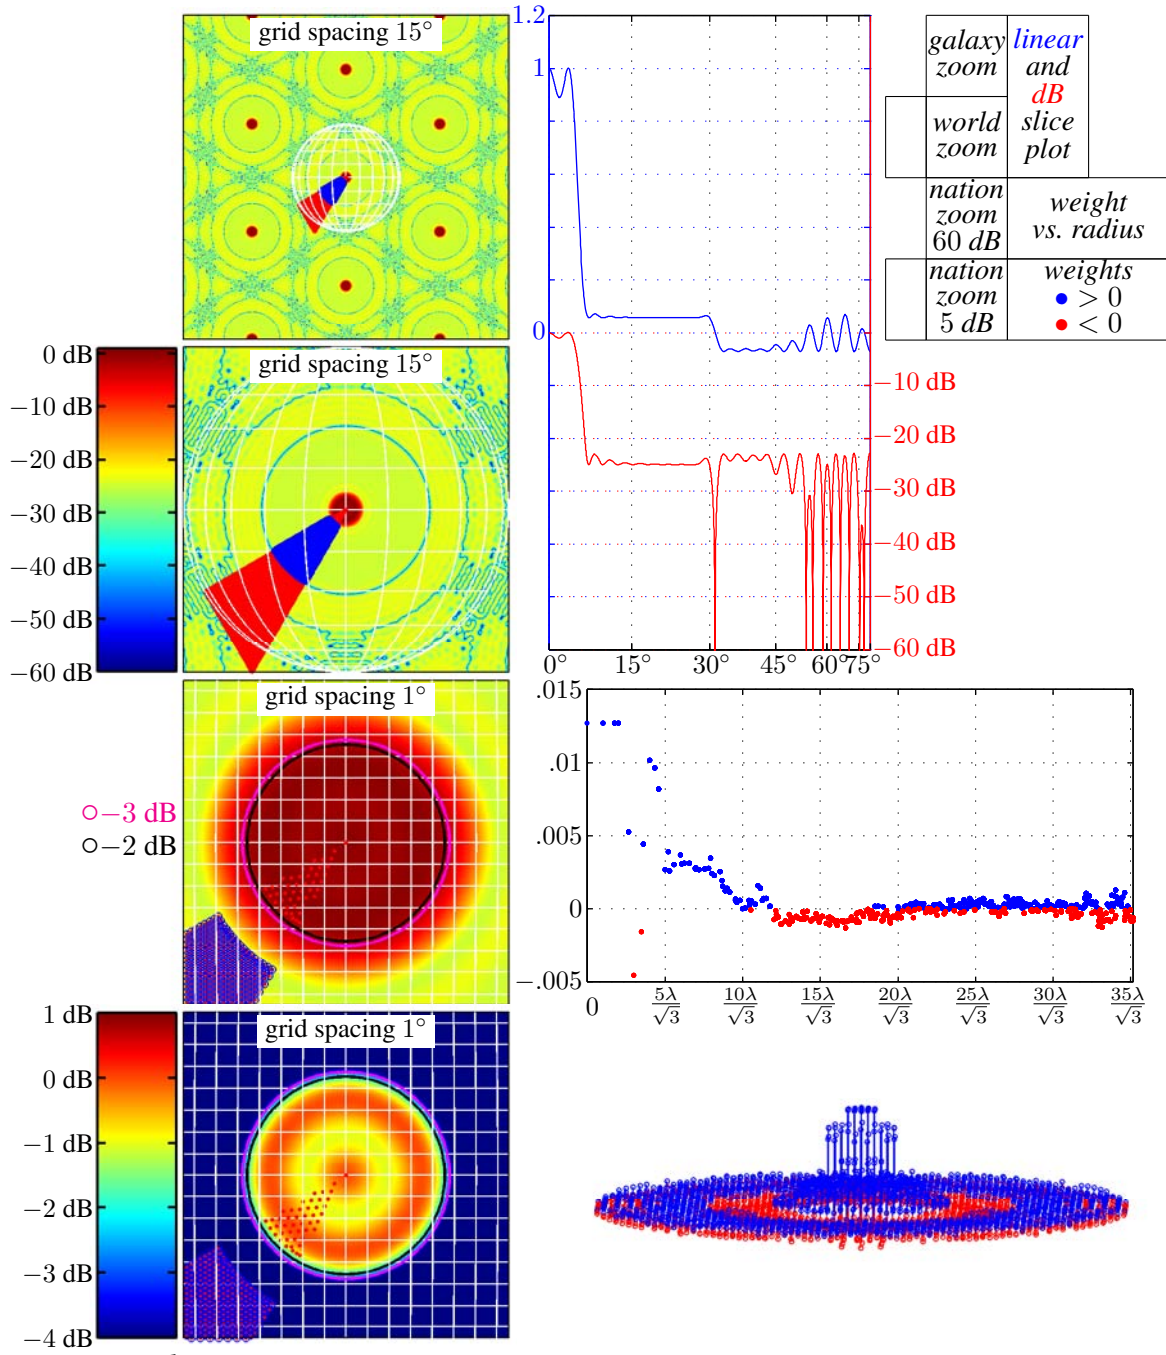 grid spacing 15°
1.2
1
0
−10 dB
−20 dB
−30 dB
−40 dB
−50 dB
−60 dB
0° 15° 30° 45° 60° 75°
galaxy zoom
linear and dB slice plot
world zoom
nation zoom 60 dB
weight vs. radius
nation zoom 5 dB
weights
> 0
< 0
0 dB
−10 dB
−20 dB
−30 dB
−40 dB
−50 dB
−60 dB
grid spacing 15°
grid spacing 1°
−3 dB
−2 dB
.015
.01
.005
0
−.005
0 5λ/√3 10λ/√3 15λ/√3 20λ/√3 25λ/√3 30λ/√3 35λ/√3
1 dB
0 dB
−1 dB
−2 dB
−3 dB
−4 dB
grid spacing 1°